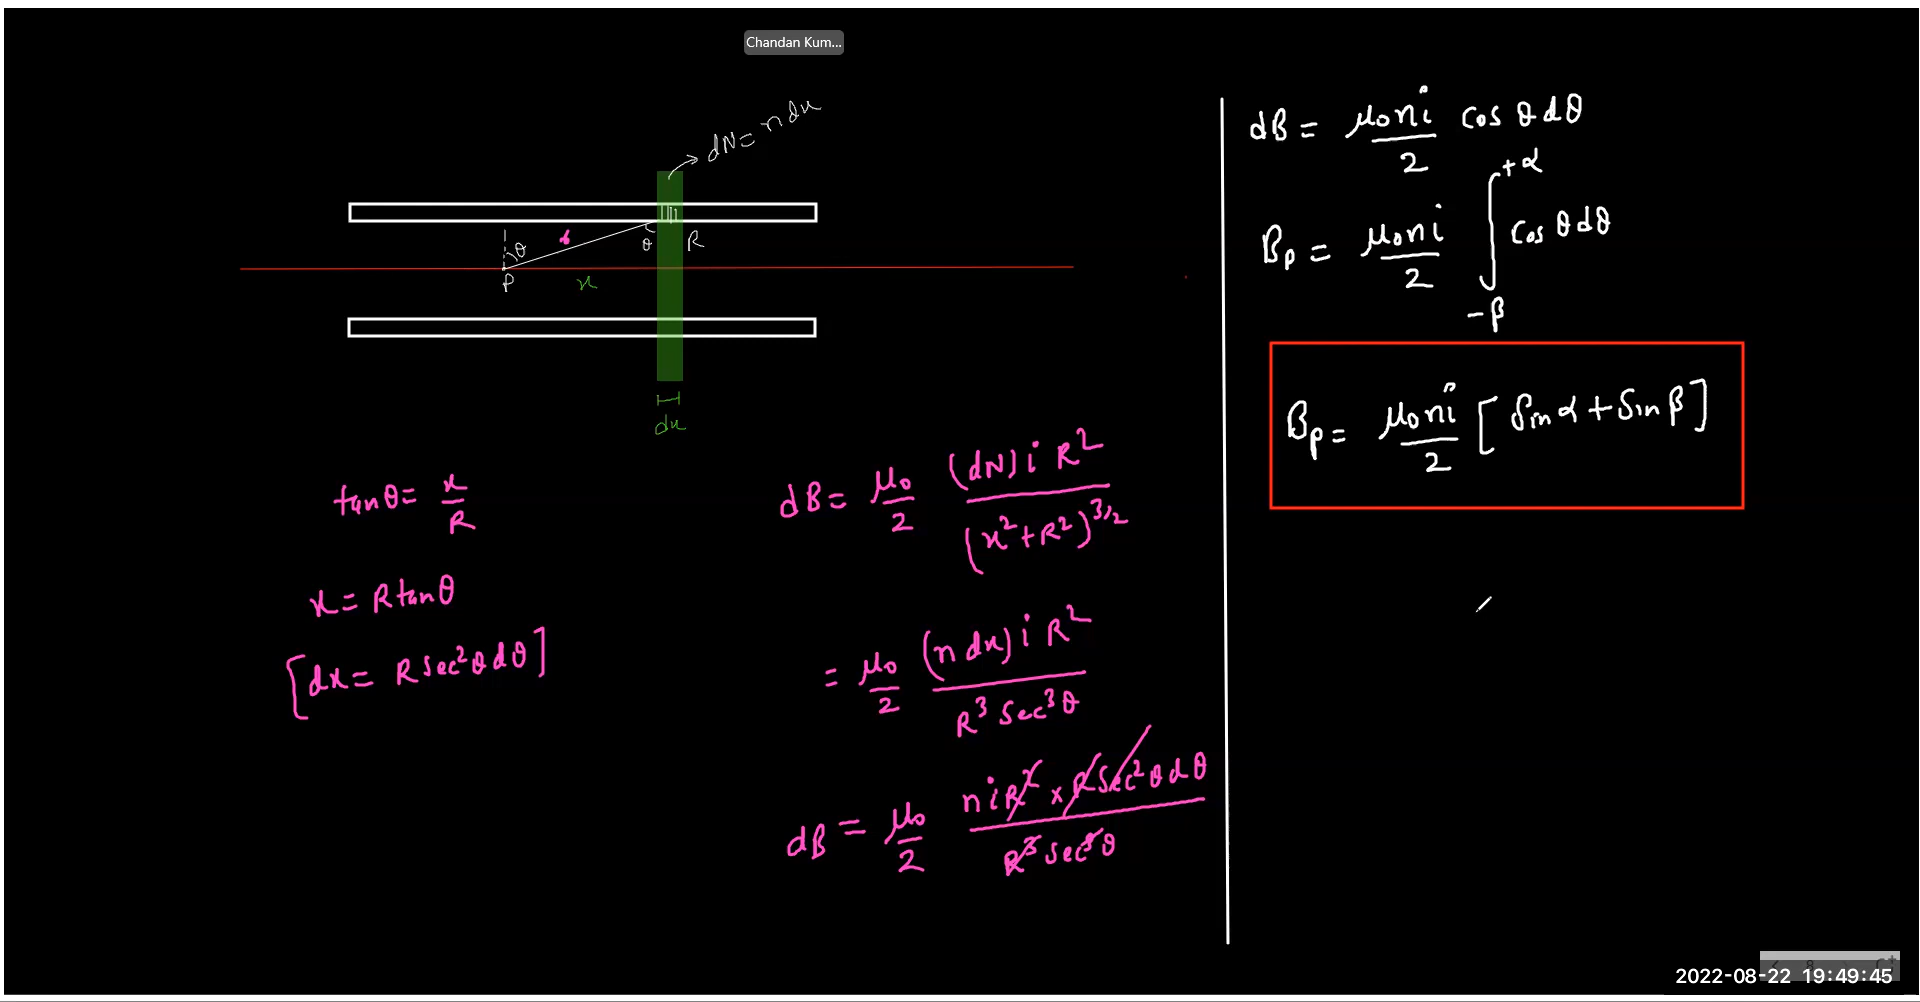 Chandan Kum...
dN = n dx
θ r θ R
P x
dx
tanθ = x/R
x = R tanθ
[dx = R sec²θ dθ]
dB = μ₀/2 (dN) i R² / (x² + R²)^3/2
= μ₀/2 (n dx) i R² / R³ sec³θ
dB = μ₀/2 n i R² × R sec²θ dθ / R³ sec³θ
dB = μ₀ni/2 cos θ dθ
Bp = μ₀ni/2 ∫₋β^+α cos θ dθ
Bp = μ₀ni/2 [sin α + sin β]
2022-08-22 19:49:45